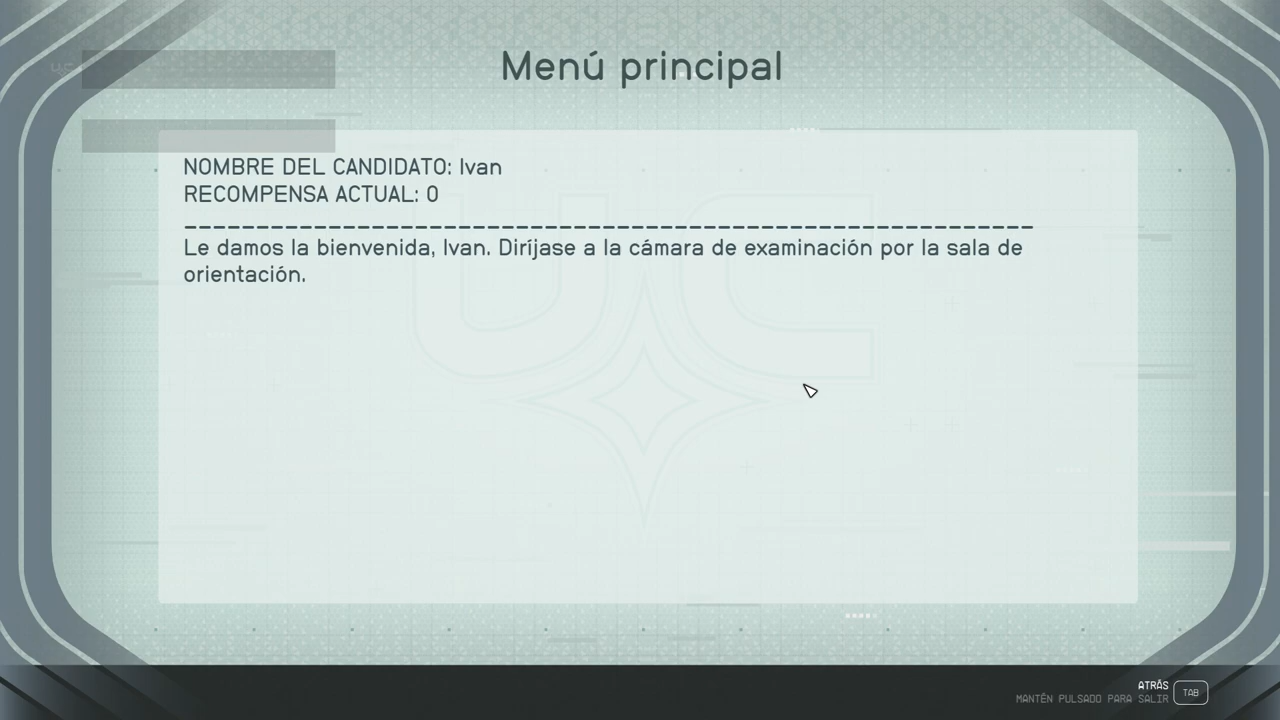 Menú principal
NOMBRE DEL CANDIDATO: Ivan
RECOMPENSA ACTUAL: 0
Le damos la bienvenida, Ivan. Diríjase a la cámara de examinación por la sala de
orientación.
UC
ATRÁS
MANTÉN PULSADO PARA SALIR
TAB